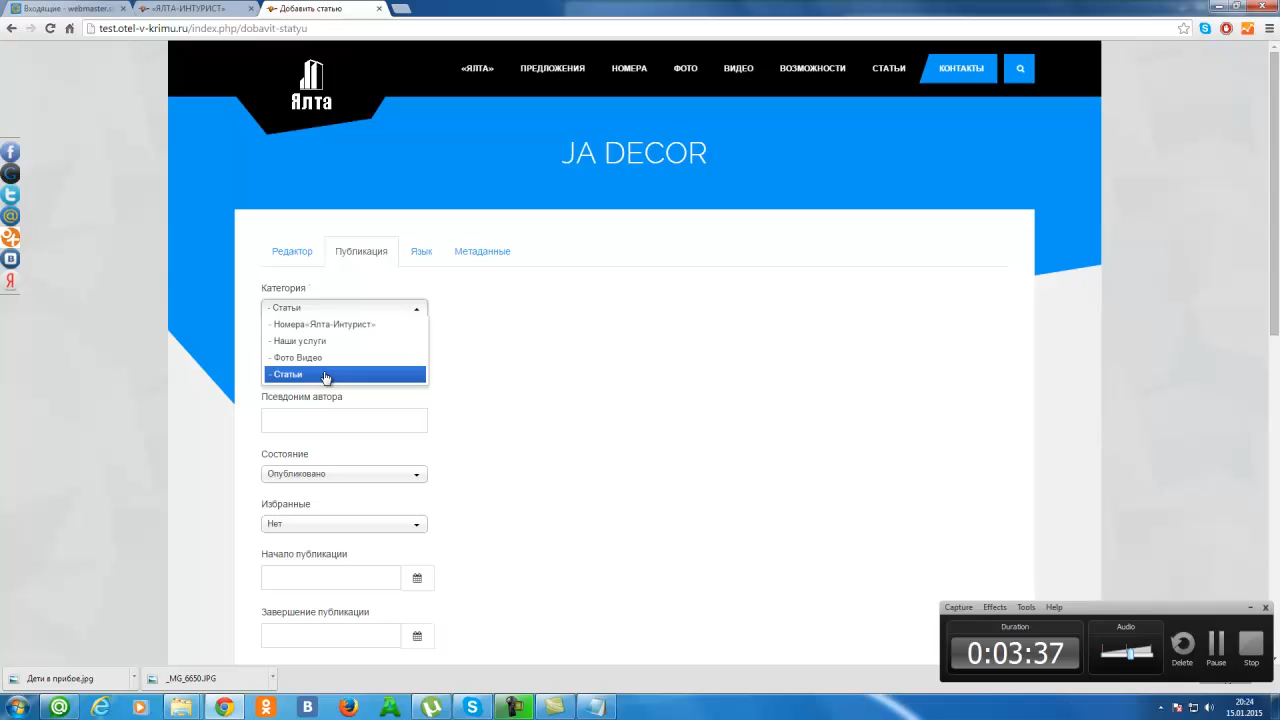 Входящие - webmaster.s
«ЯЛТА-ИНТУРИСТ»
Добавить статью
test.otel-v-krimu.ru/index.php/dobavit-statyu
Ялта
«ЯЛТА»
ПРЕДЛОЖЕНИЯ
НОМЕРА
ФОТО
ВИДЕО
ВОЗМОЖНОСТИ
СТАТЬИ
КОНТАКТЫ
JA DECOR
Редактор
Публикация
Язык
Метаданные
Категория *
- Статьи
- Номера«Ялта-Интурист»
- Наши услуги
- Фото Видео
- Статьи
Псевдоним автора
Состояние
Опубликовано
Избранные
Нет
Начало публикации
Завершение публикации
Capture Effects Tools Help
Duration
Audio
0:03:37
Delete
Pause
Stop
Дети в прибое.jpg
_MG_6650.JPG
20:24
15.01.2015